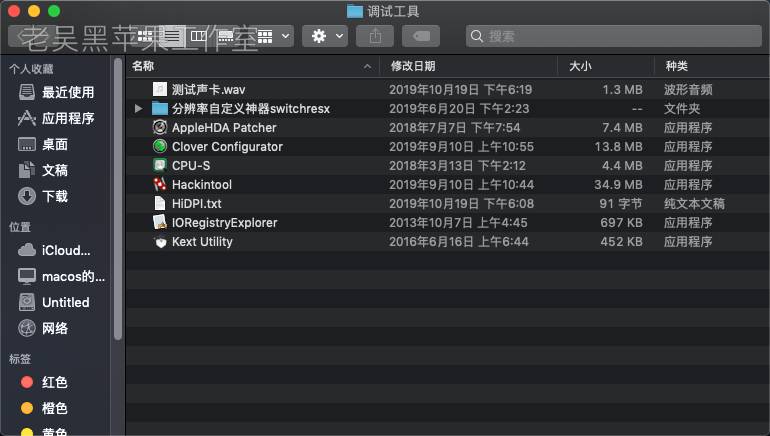 调试工具
老吴黑苹果工作室
搜索
个人收藏
最近使用
应用程序
桌面
文稿
下载
位置
iCloud...
macos的...
Untitled
网络
标签
红色
橙色
黄色
名称 修改日期 大小 种类
测试声卡.wav 2019年10月19日 下午6:19 1.3 MB 波形音频
分辨率自定义神器switchresx 2019年6月20日 下午2:23 -- 文件夹
AppleHDA Patcher 2018年7月7日 下午7:54 7.4 MB 应用程序
Clover Configurator 2019年9月10日 上午10:55 13.8 MB 应用程序
CPU-S 2018年3月13日 下午2:12 4.4 MB 应用程序
Hackintool 2019年9月10日 上午10:44 34.9 MB 应用程序
HiDPI.txt 2019年10月19日 下午6:08 91 字节 纯文本文稿
IORegistryExplorer 2013年10月7日 上午4:45 697 KB 应用程序
Kext Utility 2016年6月16日 上午6:44 452 KB 应用程序